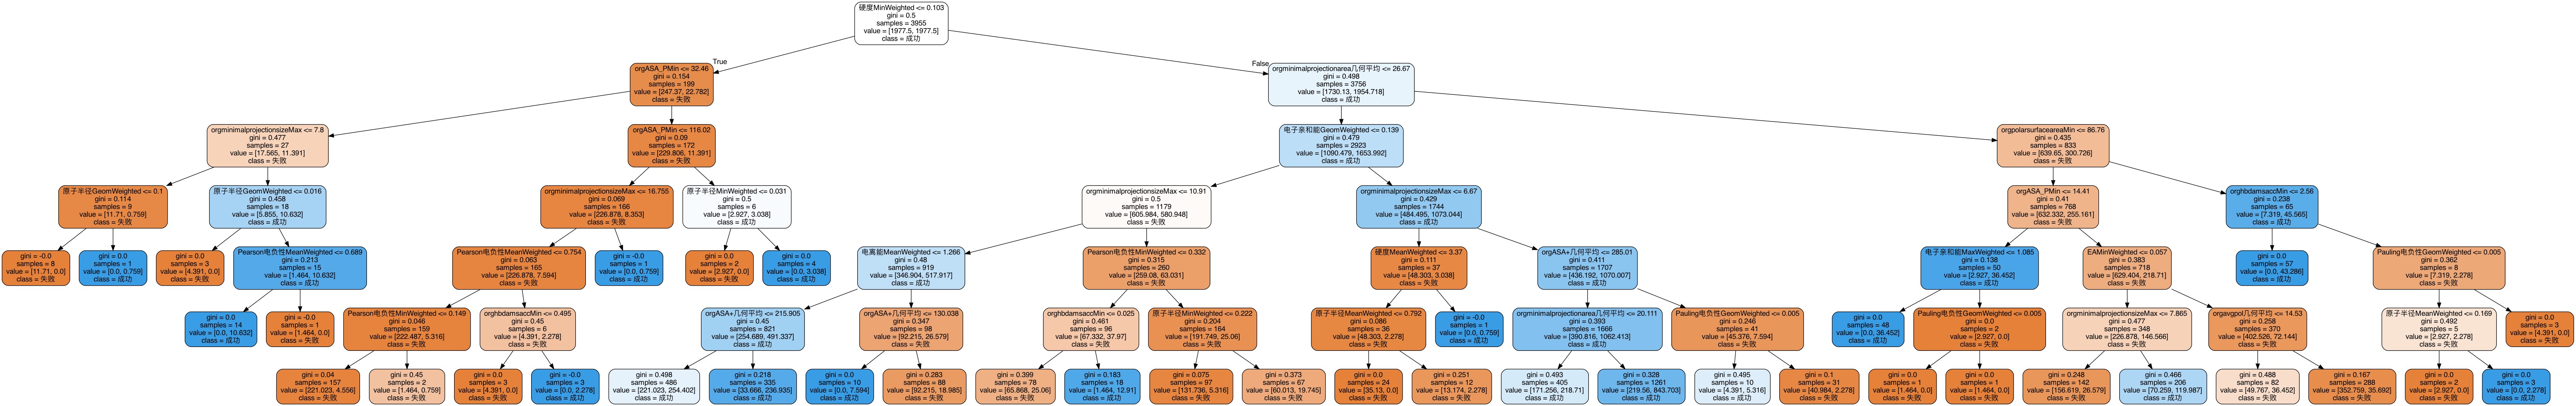 硬度MinWeighted <= 0.103
gini = 0.5
samples = 3955
value = [1977.5, 1977.5]
class = 成功
True
False
orgASA_PMin <= 32.46
gini = 0.154
samples = 199
value = [247.37, 22.782]
class = 失败
orgminimalprojectionarea几何平均 <= 26.67
gini = 0.498
samples = 3756
value = [1730.13, 1954.718]
class = 成功
orgminimalprojectionsizeMax <= 7.8
gini = 0.477
samples = 27
value = [17.565, 11.391]
class = 失败
orgASA_PMin <= 116.02
gini = 0.09
samples = 172
value = [229.806, 11.391]
class = 失败
电子亲和能GeomWeighted <= 0.139
gini = 0.479
samples = 2923
value = [1090.479, 1653.992]
class = 成功
orgpolarsurfaceareaMin <= 86.76
gini = 0.435
samples = 833
value = [639.65, 300.726]
class = 失败
原子半径GeomWeighted <= 0.1
gini = 0.114
samples = 9
value = [11.71, 0.759]
class = 失败
原子半径GeomWeighted <= 0.016
gini = 0.458
samples = 18
value = [5.855, 10.632]
class = 成功
orgminimalprojectionsizeMax <= 16.755
gini = 0.069
samples = 166
value = [226.878, 8.353]
class = 失败
原子半径MinWeighted <= 0.031
gini = 0.5
samples = 6
value = [2.927, 3.038]
class = 成功
orgminimalprojectionsizeMax <= 10.91
gini = 0.5
samples = 1179
value = [605.984, 580.948]
class = 失败
orgminimalprojectionsizeMax <= 6.67
gini = 0.429
samples = 1744
value = [484.495, 1073.044]
class = 成功
orgASA_PMin <= 14.41
gini = 0.41
samples = 768
value = [632.332, 255.161]
class = 失败
orghbdamsaccMin <= 2.56
gini = 0.238
samples = 65
value = [7.319, 45.565]
class = 成功
gini = -0.0
samples = 8
value = [11.71, 0.0]
class = 失败
gini = 0.0
samples = 1
value = [0.0, 0.759]
class = 成功
gini = 0.0
samples = 3
value = [4.391, 0.0]
class = 失败
Pearson电负性MeanWeighted <= 0.689
gini = 0.213
samples = 15
value = [1.464, 10.632]
class = 成功
Pearson电负性MeanWeighted <= 0.754
gini = 0.063
samples = 165
value = [226.878, 7.594]
class = 失败
gini = -0.0
samples = 1
value = [0.0, 0.759]
class = 成功
gini = 0.0
samples = 2
value = [2.927, 0.0]
class = 失败
gini = 0.0
samples = 4
value = [0.0, 3.038]
class = 成功
电离能MeanWeighted <= 1.266
gini = 0.48
samples = 919
value = [346.904, 517.917]
class = 成功
Pearson电负性MinWeighted <= 0.332
gini = 0.315
samples = 260
value = [259.08, 63.031]
class = 失败
硬度MeanWeighted <= 3.37
gini = 0.111
samples = 37
value = [48.303, 3.038]
class = 失败
orgASA+几何平均 <= 285.01
gini = 0.411
samples = 1707
value = [436.192, 1070.007]
class = 成功
电子亲和能MaxWeighted <= 1.085
gini = 0.138
samples = 50
value = [2.927, 36.452]
class = 成功
EAMinWeighted <= 0.057
gini = 0.383
samples = 718
value = [629.404, 218.71]
class = 失败
gini = 0.0
samples = 57
value = [0.0, 43.286]
class = 成功
Pauling电负性GeomWeighted <= 0.005
gini = 0.362
samples = 8
value = [7.319, 2.278]
class = 失败
gini = 0.0
samples = 14
value = [0.0, 10.632]
class = 成功
gini = -0.0
samples = 1
value = [1.464, 0.0]
class = 失败
Pearson电负性MinWeighted <= 0.149
gini = 0.046
samples = 159
value = [222.487, 5.316]
class = 失败
orghbdamsaccMin <= 0.495
gini = 0.45
samples = 6
value = [4.391, 2.278]
class = 失败
orgASA+几何平均 <= 215.905
gini = 0.45
samples = 821
value = [254.689, 491.337]
class = 成功
orgASA+几何平均 <= 130.038
gini = 0.347
samples = 98
value = [92.215, 26.579]
class = 失败
orghbdamsaccMin <= 0.025
gini = 0.461
samples = 96
value = [67.332, 37.97]
class = 失败
原子半径MinWeighted <= 0.222
gini = 0.204
samples = 164
value = [191.749, 25.06]
class = 失败
原子半径MeanWeighted <= 0.792
gini = 0.086
samples = 36
value = [48.303, 2.278]
class = 失败
gini = -0.0
samples = 1
value = [0.0, 0.759]
class = 成功
orgminimalprojectionarea几何平均 <= 20.111
gini = 0.393
samples = 1666
value = [390.816, 1062.413]
class = 成功
Pauling电负性GeomWeighted <= 0.005
gini = 0.246
samples = 41
value = [45.376, 7.594]
class = 失败
gini = 0.0
samples = 48
value = [0.0, 36.452]
class = 成功
Pauling电负性GeomWeighted <= 0.005
gini = 0.0
samples = 2
value = [2.927, 0.0]
class = 失败
orgminimalprojectionsizeMax <= 7.865
gini = 0.477
samples = 348
value = [226.878, 146.566]
class = 失败
orgavgpol几何平均 <= 14.53
gini = 0.258
samples = 370
value = [402.526, 72.144]
class = 失败
原子半径MeanWeighted <= 0.169
gini = 0.492
samples = 5
value = [2.927, 2.278]
class = 失败
gini = 0.0
samples = 3
value = [4.391, 0.0]
class = 失败
gini = 0.04
samples = 157
value = [221.023, 4.556]
class = 失败
gini = 0.45
samples = 2
value = [1.464, 0.759]
class = 失败
gini = 0.0
samples = 3
value = [4.391, 0.0]
class = 失败
gini = -0.0
samples = 3
value = [0.0, 2.278]
class = 成功
gini = 0.498
samples = 486
value = [221.023, 254.402]
class = 成功
gini = 0.218
samples = 335
value = [33.666, 236.935]
class = 成功
gini = 0.0
samples = 10
value = [0.0, 7.594]
class = 成功
gini = 0.283
samples = 88
value = [92.215, 18.985]
class = 失败
gini = 0.399
samples = 78
value = [65.868, 25.06]
class = 失败
gini = 0.183
samples = 18
value = [1.464, 12.91]
class = 成功
gini = 0.075
samples = 97
value = [131.736, 5.316]
class = 失败
gini = 0.373
samples = 67
value = [60.013, 19.745]
class = 失败
gini = 0.0
samples = 24
value = [35.13, 0.0]
class = 失败
gini = 0.251
samples = 12
value = [13.174, 2.278]
class = 失败
gini = 0.493
samples = 405
value = [171.256, 218.71]
class = 成功
gini = 0.328
samples = 1261
value = [219.56, 843.703]
class = 成功
gini = 0.495
samples = 10
value = [4.391, 5.316]
class = 成功
gini = 0.1
samples = 31
value = [40.984, 2.278]
class = 失败
gini = 0.0
samples = 1
value = [1.464, 0.0]
class = 失败
gini = 0.0
samples = 1
value = [1.464, 0.0]
class = 失败
gini = 0.248
samples = 142
value = [156.619, 26.579]
class = 失败
gini = 0.466
samples = 206
value = [70.259, 119.987]
class = 成功
gini = 0.488
samples = 82
value = [49.767, 36.452]
class = 失败
gini = 0.167
samples = 288
value = [352.759, 35.692]
class = 失败
gini = 0.0
samples = 2
value = [2.927, 0.0]
class = 失败
gini = 0.0
samples = 3
value = [0.0, 2.278]
class = 成功